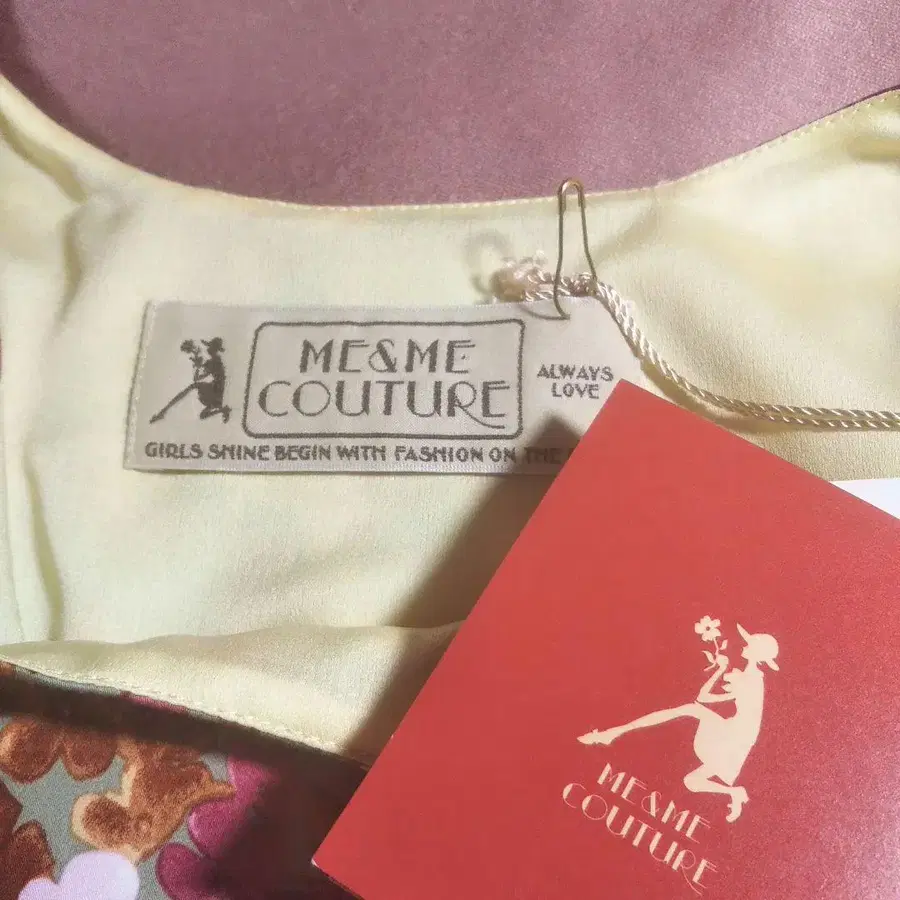 ME&ME
COUTURE
ALWAYS
LOVE
GIRLS SHINE BEGIN WITH FASHION ON THE
ME&ME
COUTURE